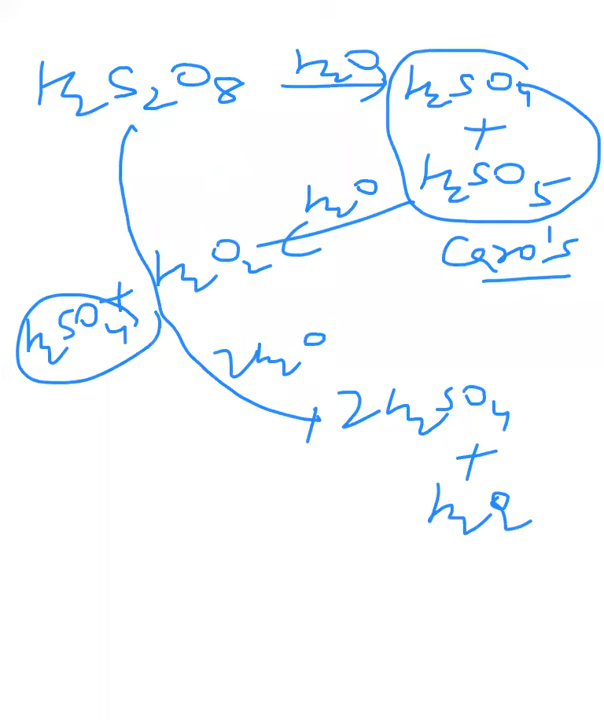 H2S2O8 H2O H2SO4
+
H2SO5
H2O
Caro's
H2O2
+
H2SO4
2H2O
2H2SO4
+
H2O2